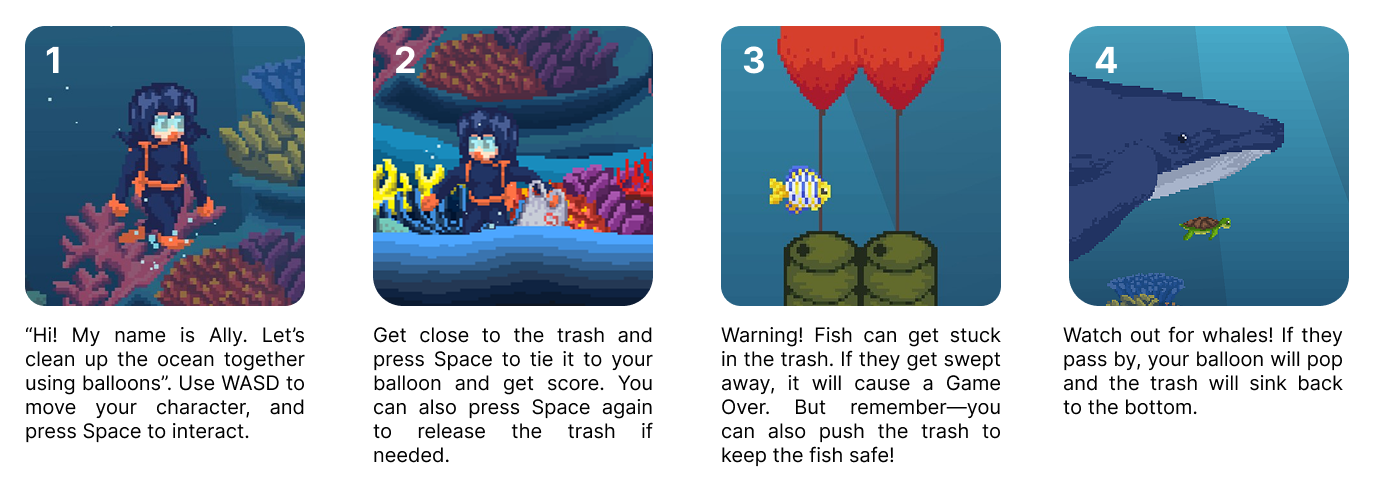 1
“Hi! My name is Ally. Let’s
clean up the ocean together
using balloons”. Use WASD to
move your character, and
press Space to interact.
2
Get close to the trash and
press Space to tie it to your
balloon and get score. You
can also press Space again
to release the trash if
needed.
3
Warning! Fish can get stuck
in the trash. If they get swept
away, it will cause a Game
Over. But remember—you
can also push the trash to
keep the fish safe!
4
Watch out for whales! If they
pass by, your balloon will pop
and the trash will sink back
to the bottom.